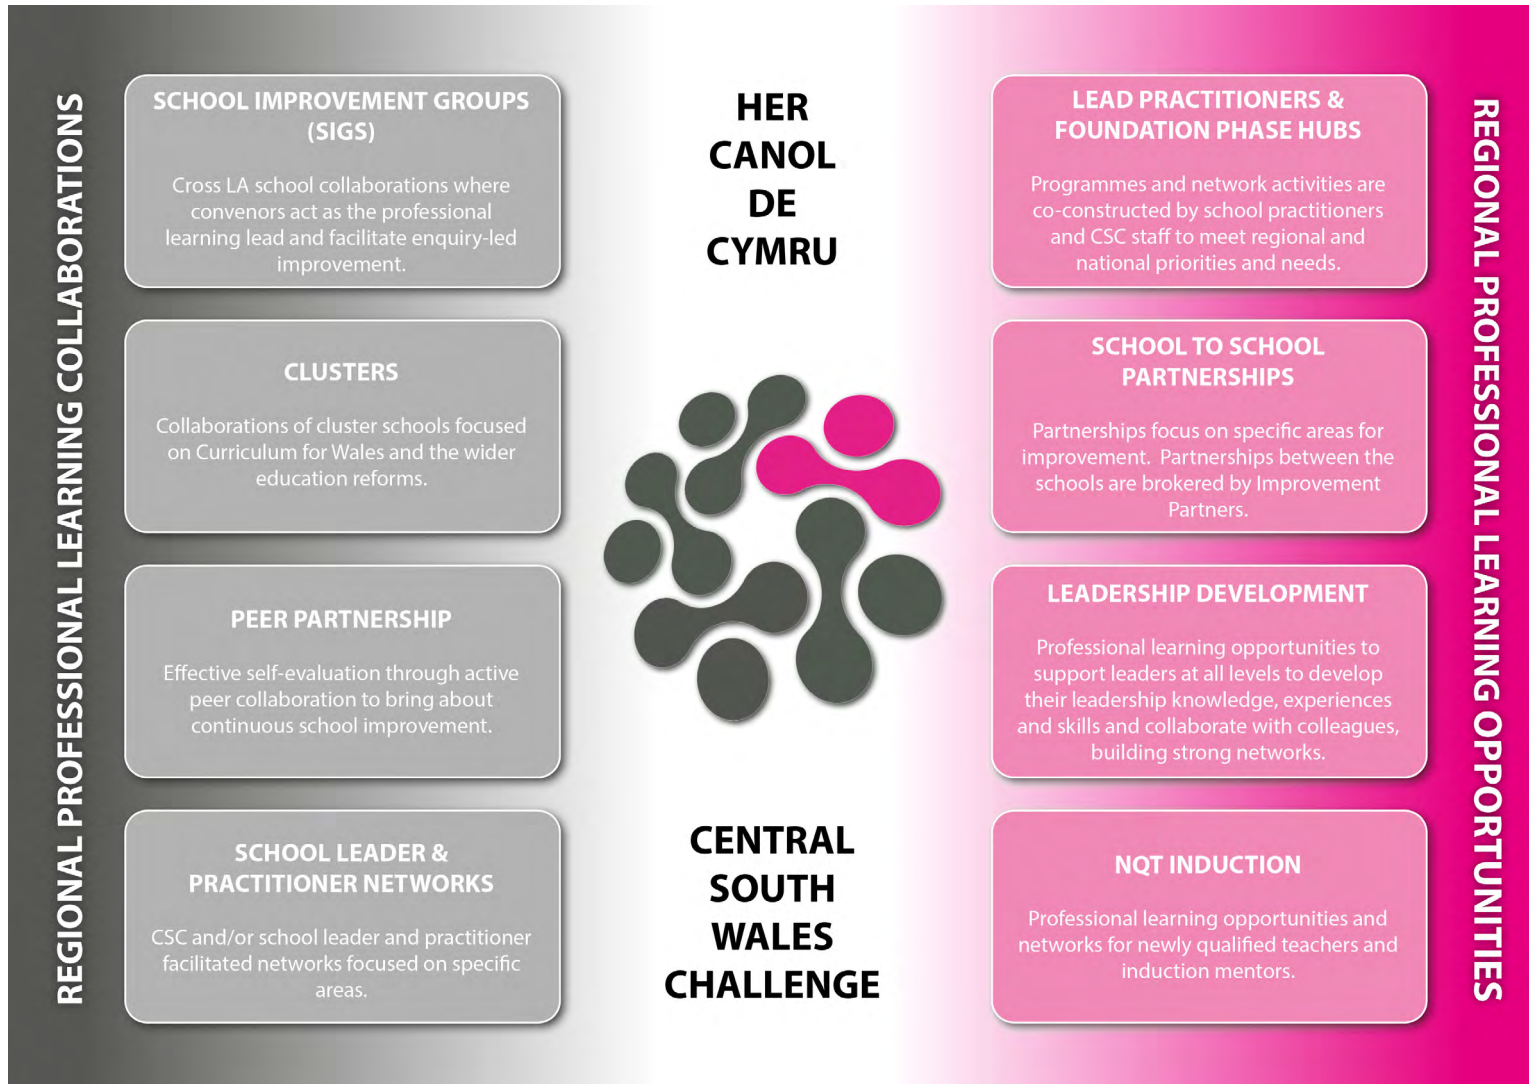 REGIONAL PROFESSIONAL LEARNING COLLABORATIONS
SCHOOL IMPROVEMENT GROUPS
(SIGS)
Cross LA school collaborations where
convenors act as the professional
learning lead and facilitate enquiry-led
improvement.
CLUSTERS
Collaborations of cluster schools focused
on Curriculum for Wales and the wider
education reforms.
PEER PARTNERSHIP
Effective self-evaluation through active
peer collaboration to bring about
continuous school improvement.
SCHOOL LEADER &
PRACTITIONER NETWORKS
CSC and/or school leader and practitioner
facilitated networks focused on specific
areas.
HER
CANOL
DE
CYMRU
CENTRAL
SOUTH
WALES
CHALLENGE
LEAD PRACTITIONERS &
FOUNDATION PHASE HUBS
Programmes and network activities are
co-constructed by school practitioners
and CSC staff to meet regional and
national priorities and needs.
SCHOOL TO SCHOOL
PARTNERSHIPS
Partnerships focus on specific areas for
improvement.  Partnerships between the
schools are brokered by Improvement
Partners.
LEADERSHIP DEVELOPMENT
Professional learning opportunities to
support leaders at all levels to develop
their leadership knowledge, experiences
and skills and collaborate with colleagues,
building strong networks.
NQT INDUCTION
Professional learning opportunities and
networks for newly qualified teachers and
induction mentors.
REGIONAL PROFESSIONAL LEARNING OPPORTUNITIES